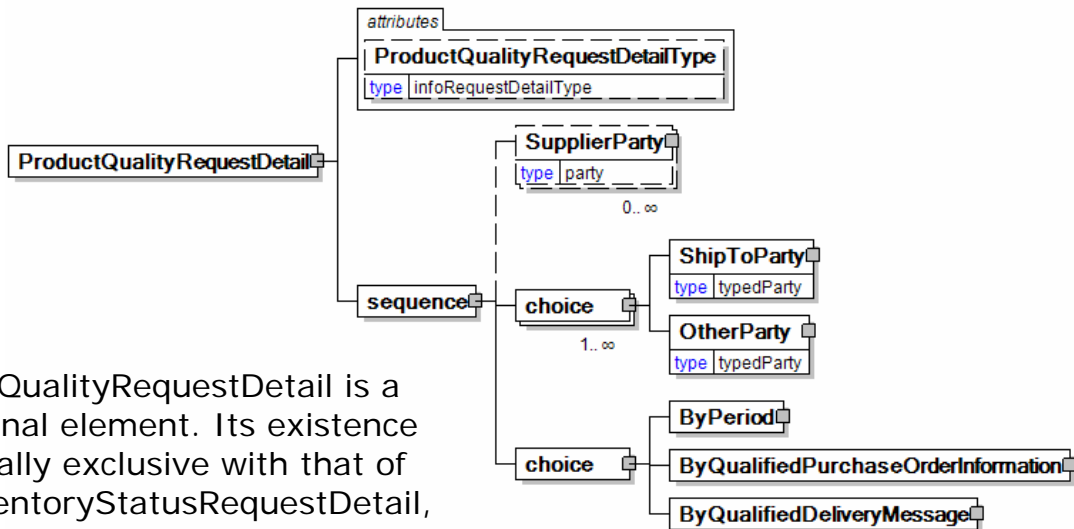 attributes
ProductQualityRequestDetailType
type infoRequestDetailType
ProductQualityRequestDetail
SupplierParty
type party
0.. ∞
sequence
choice
1.. ∞
ShipToParty
type typedParty
OtherParty
type typedParty
choice
ByPeriod
ByQualifiedPurchaseOrderInformation
ByQualifiedDeliveryMessage
QualityRequestDetail is a
nal element. Its existence
ally exclusive with that of
entoryStatusRequestDetail,